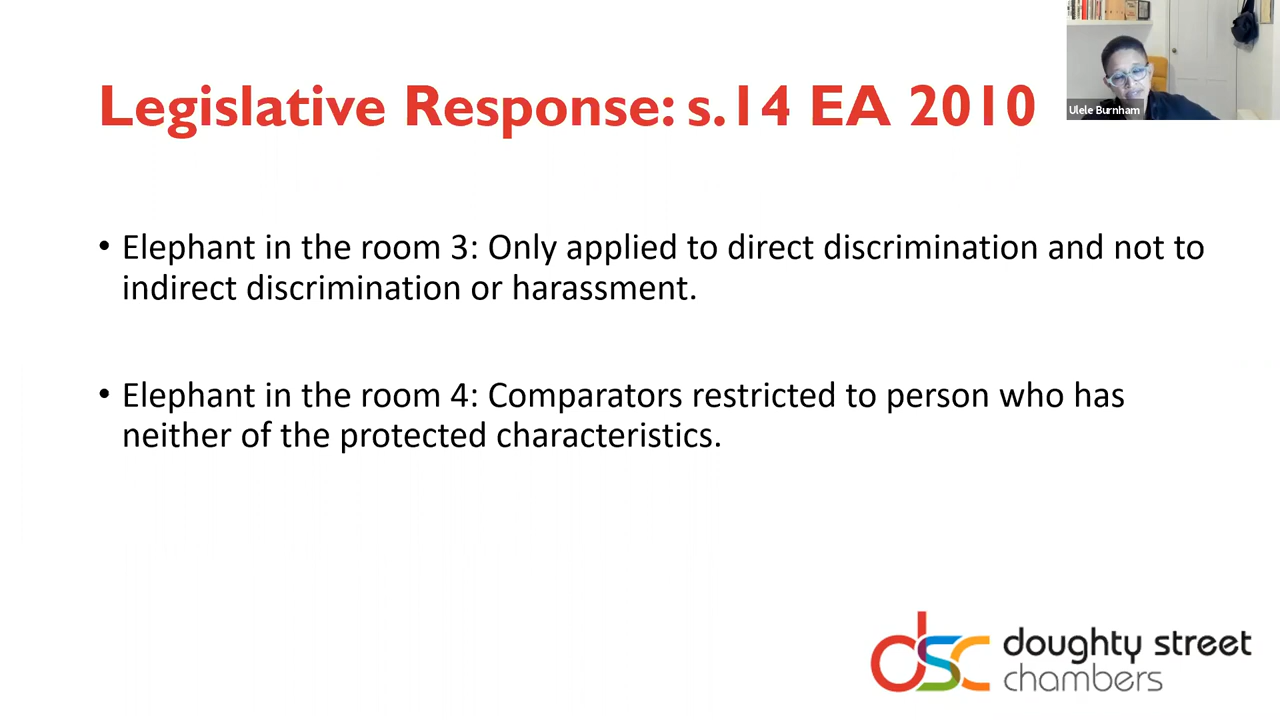 Legislative Response: s.14 EA 2010
Ulele Burnham
• Elephant in the room 3: Only applied to direct discrimination and not to
indirect discrimination or harassment.
• Elephant in the room 4: Comparators restricted to person who has
neither of the protected characteristics.
dsc doughty street
chambers